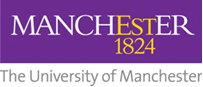 MANCHESTER
1824
The University of Manchester